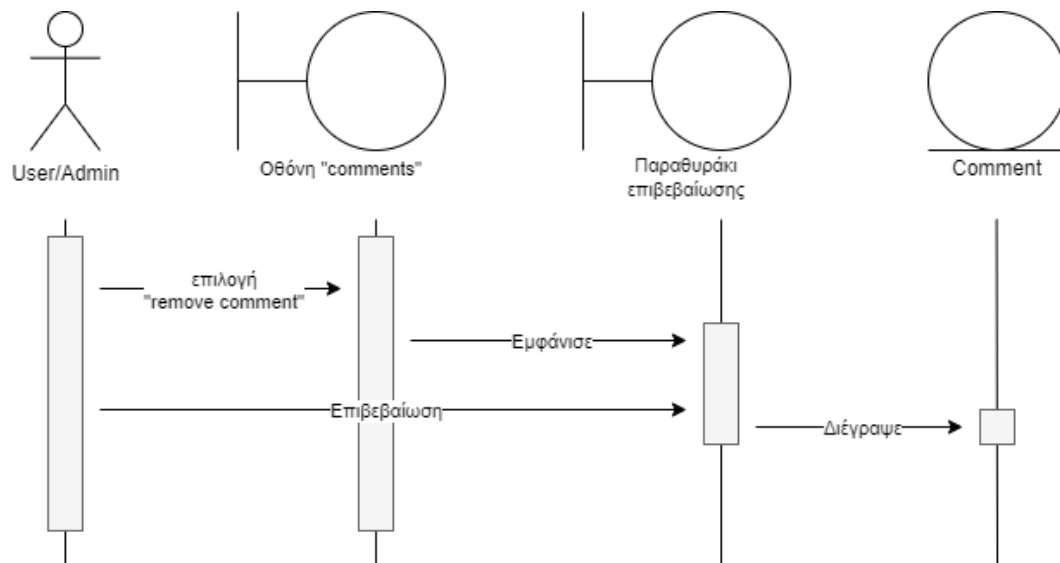 User/Admin
Οθόνη "comments"
Παραθυράκι
επιβεβαίωσης
Comment
επιλογή
"remove comment"
Εμφάνισε
Επιβεβαίωση
Διέγραψε